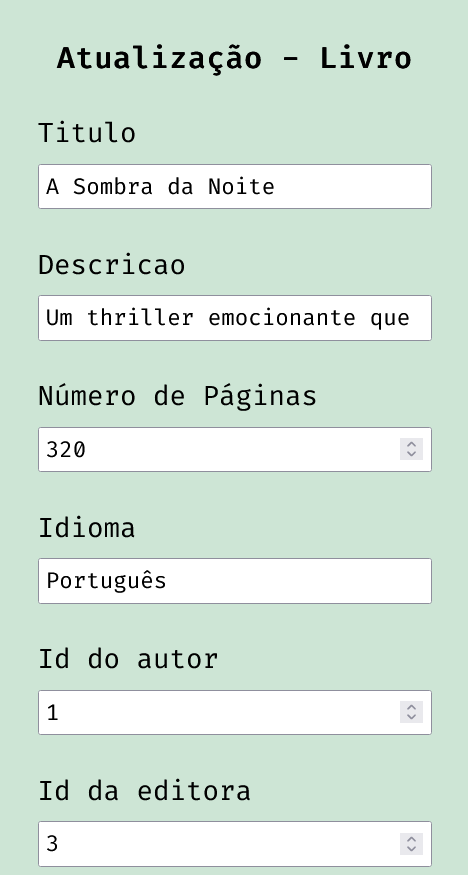 Atualização - Livro
Titulo
A Sombra da Noite
Descricao
Um thriller emocionante que
Número de Páginas
320
Idioma
Português
Id do autor
1
Id da editora
3